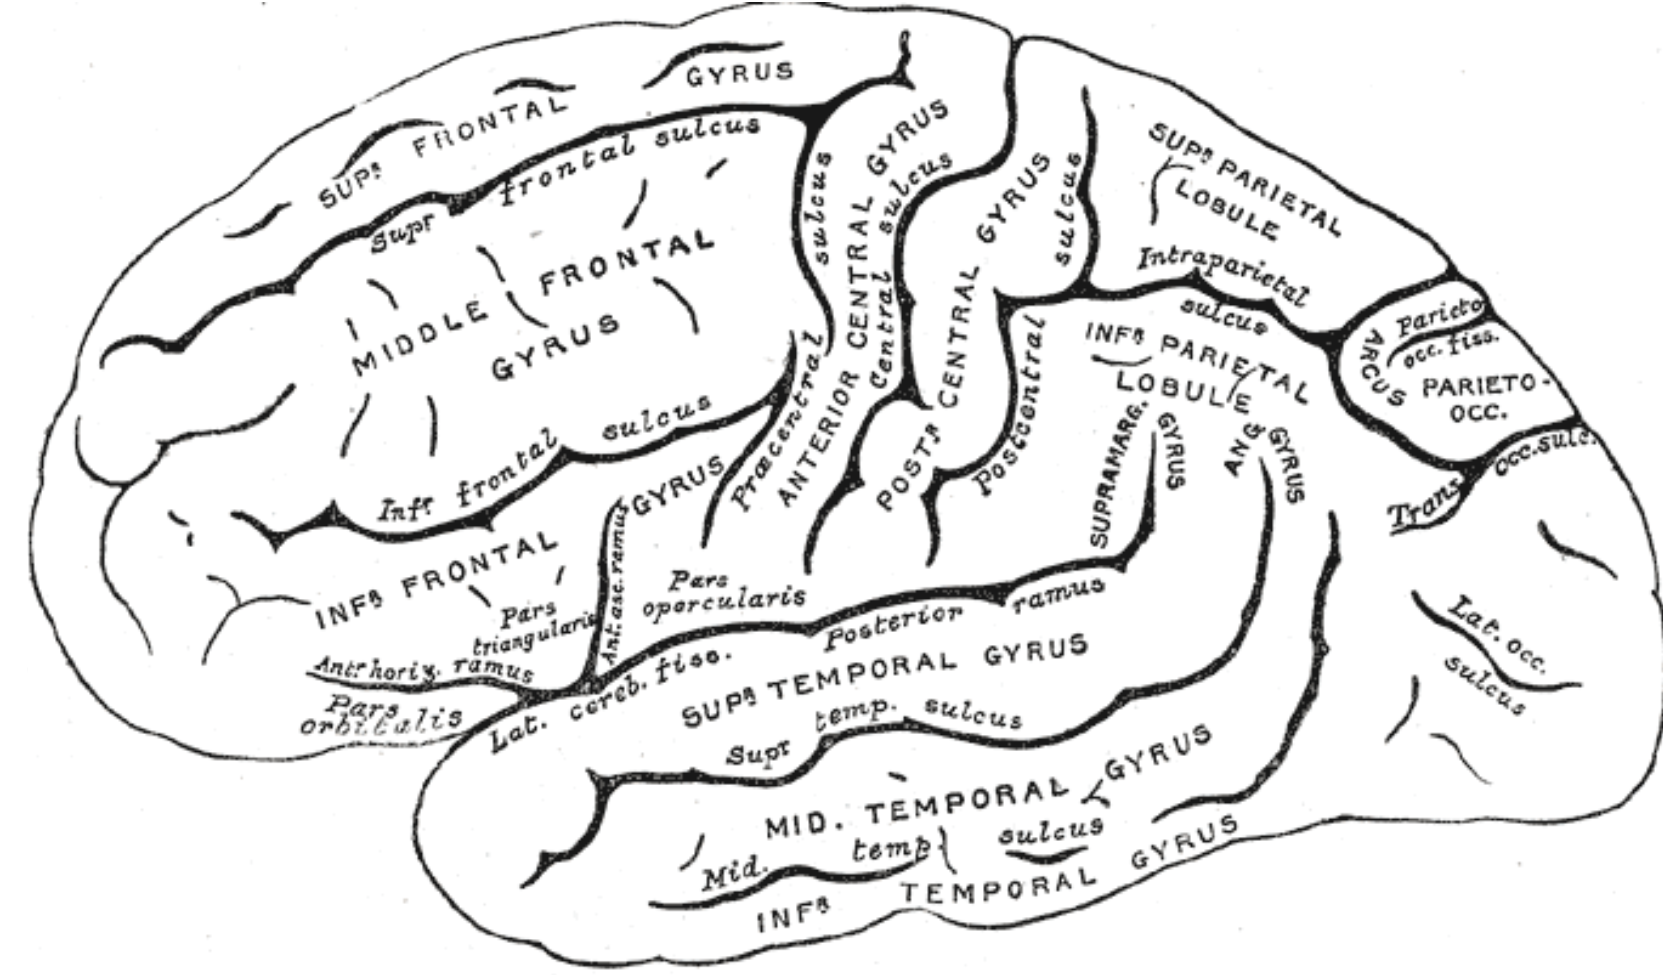 SUPR FRONTAL GYRUS
Supr frontal sulcus
MIDDLE FRONTAL
GYRUS
Infr frontal sulcus
INFR FRONTAL GYRUS
Pars
triangularis
Ant. asc. ramus
Pars
opercularis
Antr horiz. ramus
Pars
orbitalis
Præcentral sulcus
ANTERIOR CENTRAL GYRUS
Central sulcus
POSTR CENTRAL GYRUS
Postcentral sulcus
SUPR PARIETAL
LOBULE
Intraparietal
sulcus
INFR PARIETAL
LOBULE
SUPRAMARG. GYRUS
ANG GYRUS
ARCUS
Parieto
occ. fiss.
PARIETO-
OCC.
Trans. occ. sulc.
Lat. occ.
sulcus
Lat. cereb. fiss. Posterior ramus
SUPR TEMPORAL GYRUS
Supr temp. sulcus
MID. TEMPORAL GYRUS
Mid. temp. sulcus
INFR TEMPORAL GYRUS